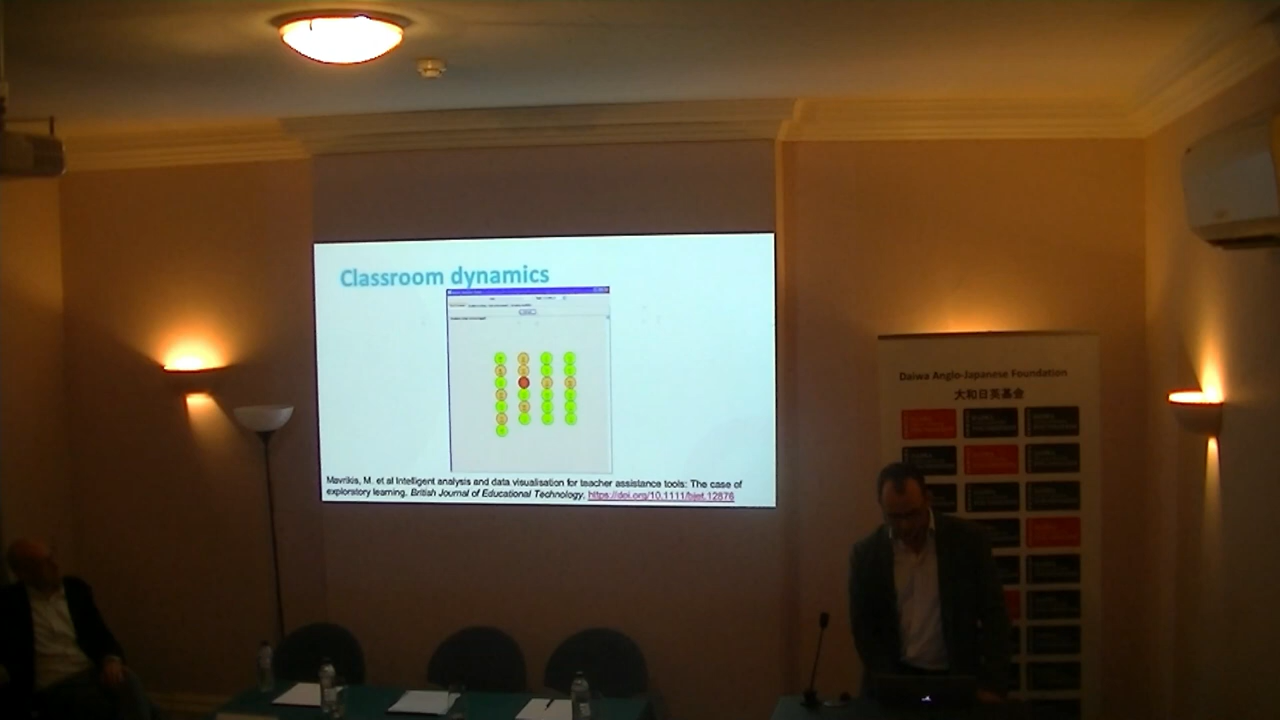 Classroom dynamics
Mavrikis, M. et al Intelligent analysis and data visualisation for teacher assistance tools: The case of
exploratory learning. British Journal of Educational Technology, https://doi.org/10.1111/bjet.12876
Daiwa Anglo-Japanese Foundation
大和日英基金